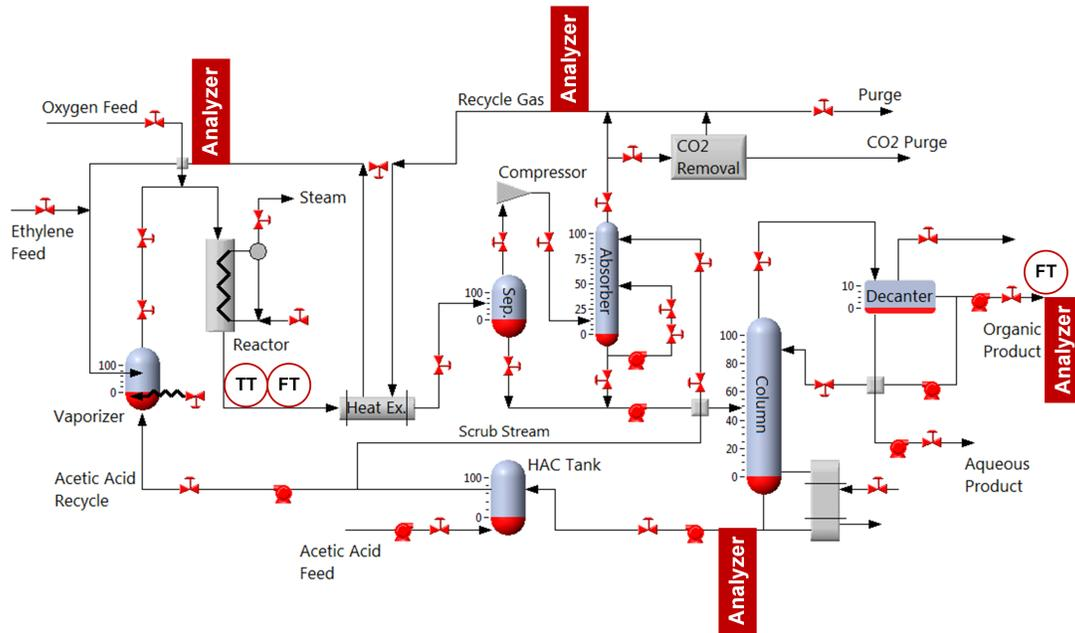 Analyzer
Analyzer
Oxygen Feed
Recycle Gas
Purge
CO2 Purge
CO2
Removal
Compressor
Steam
Ethylene
Feed
100
75
50
25
0
Absorber
100
0
Sep.
FT
10
0
Decanter
Organic
Product
Analyzer
Reactor
100
0
Vaporizer
TT
FT
Heat Ex.
100
80
60
40
20
0
Column
Scrub Stream
Aqueous
Product
Acetic Acid
Recycle
HAC Tank
100
0
Acetic Acid
Feed
Analyzer